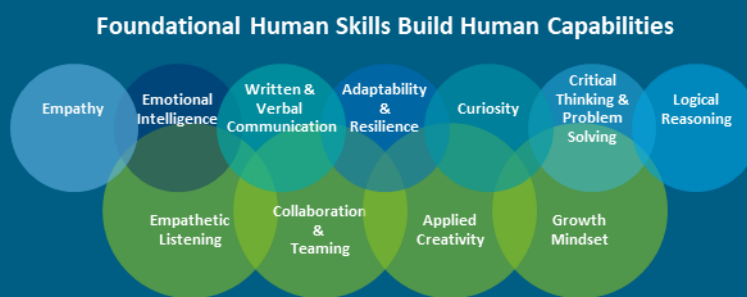 Foundational Human Skills Build Human Capabilities
Empathy
Emotional
Intelligence
Written &
Verbal
Communication
Adaptability
&
Resilience
Curiosity
Critical
Thinking &
Problem
Solving
Logical
Reasoning
Empathetic
Listening
Collaboration
&
Teaming
Applied
Creativity
Growth
Mindset